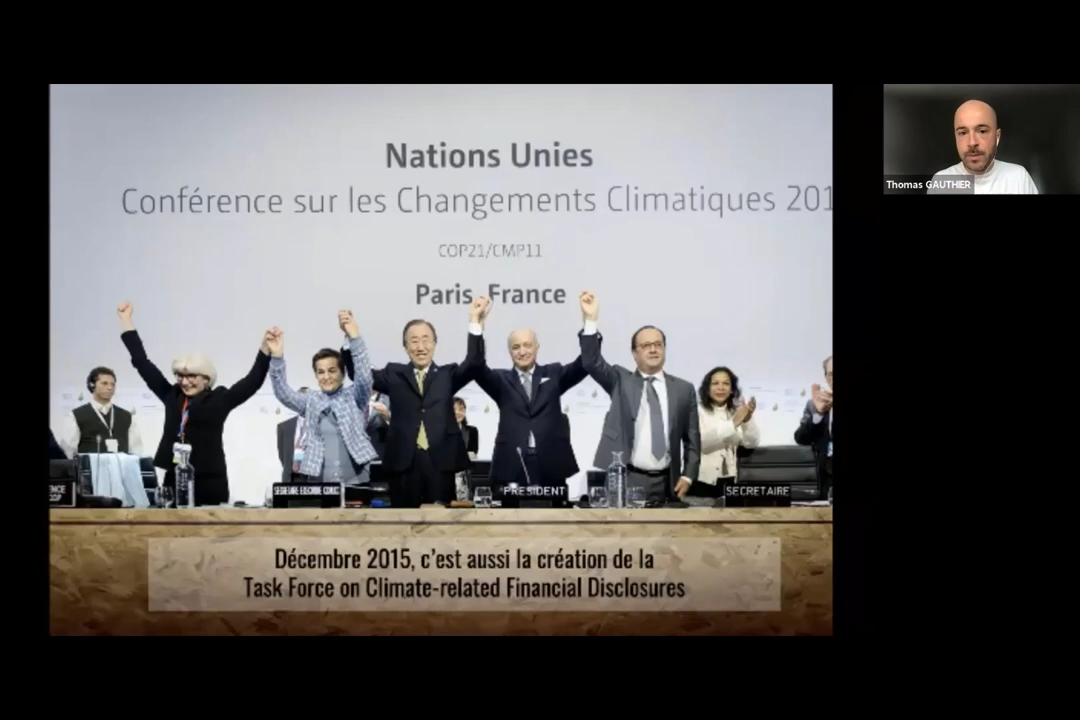 Nations Unies
Conférence sur les Changements Climatiques 201
COP21/CMP11
Paris, France
Thomas GAUTHIER
PRESIDENT
SECRETAIRE
Décembre 2015, c'est aussi la création de la
Task Force on Climate-related Financial Disclosures